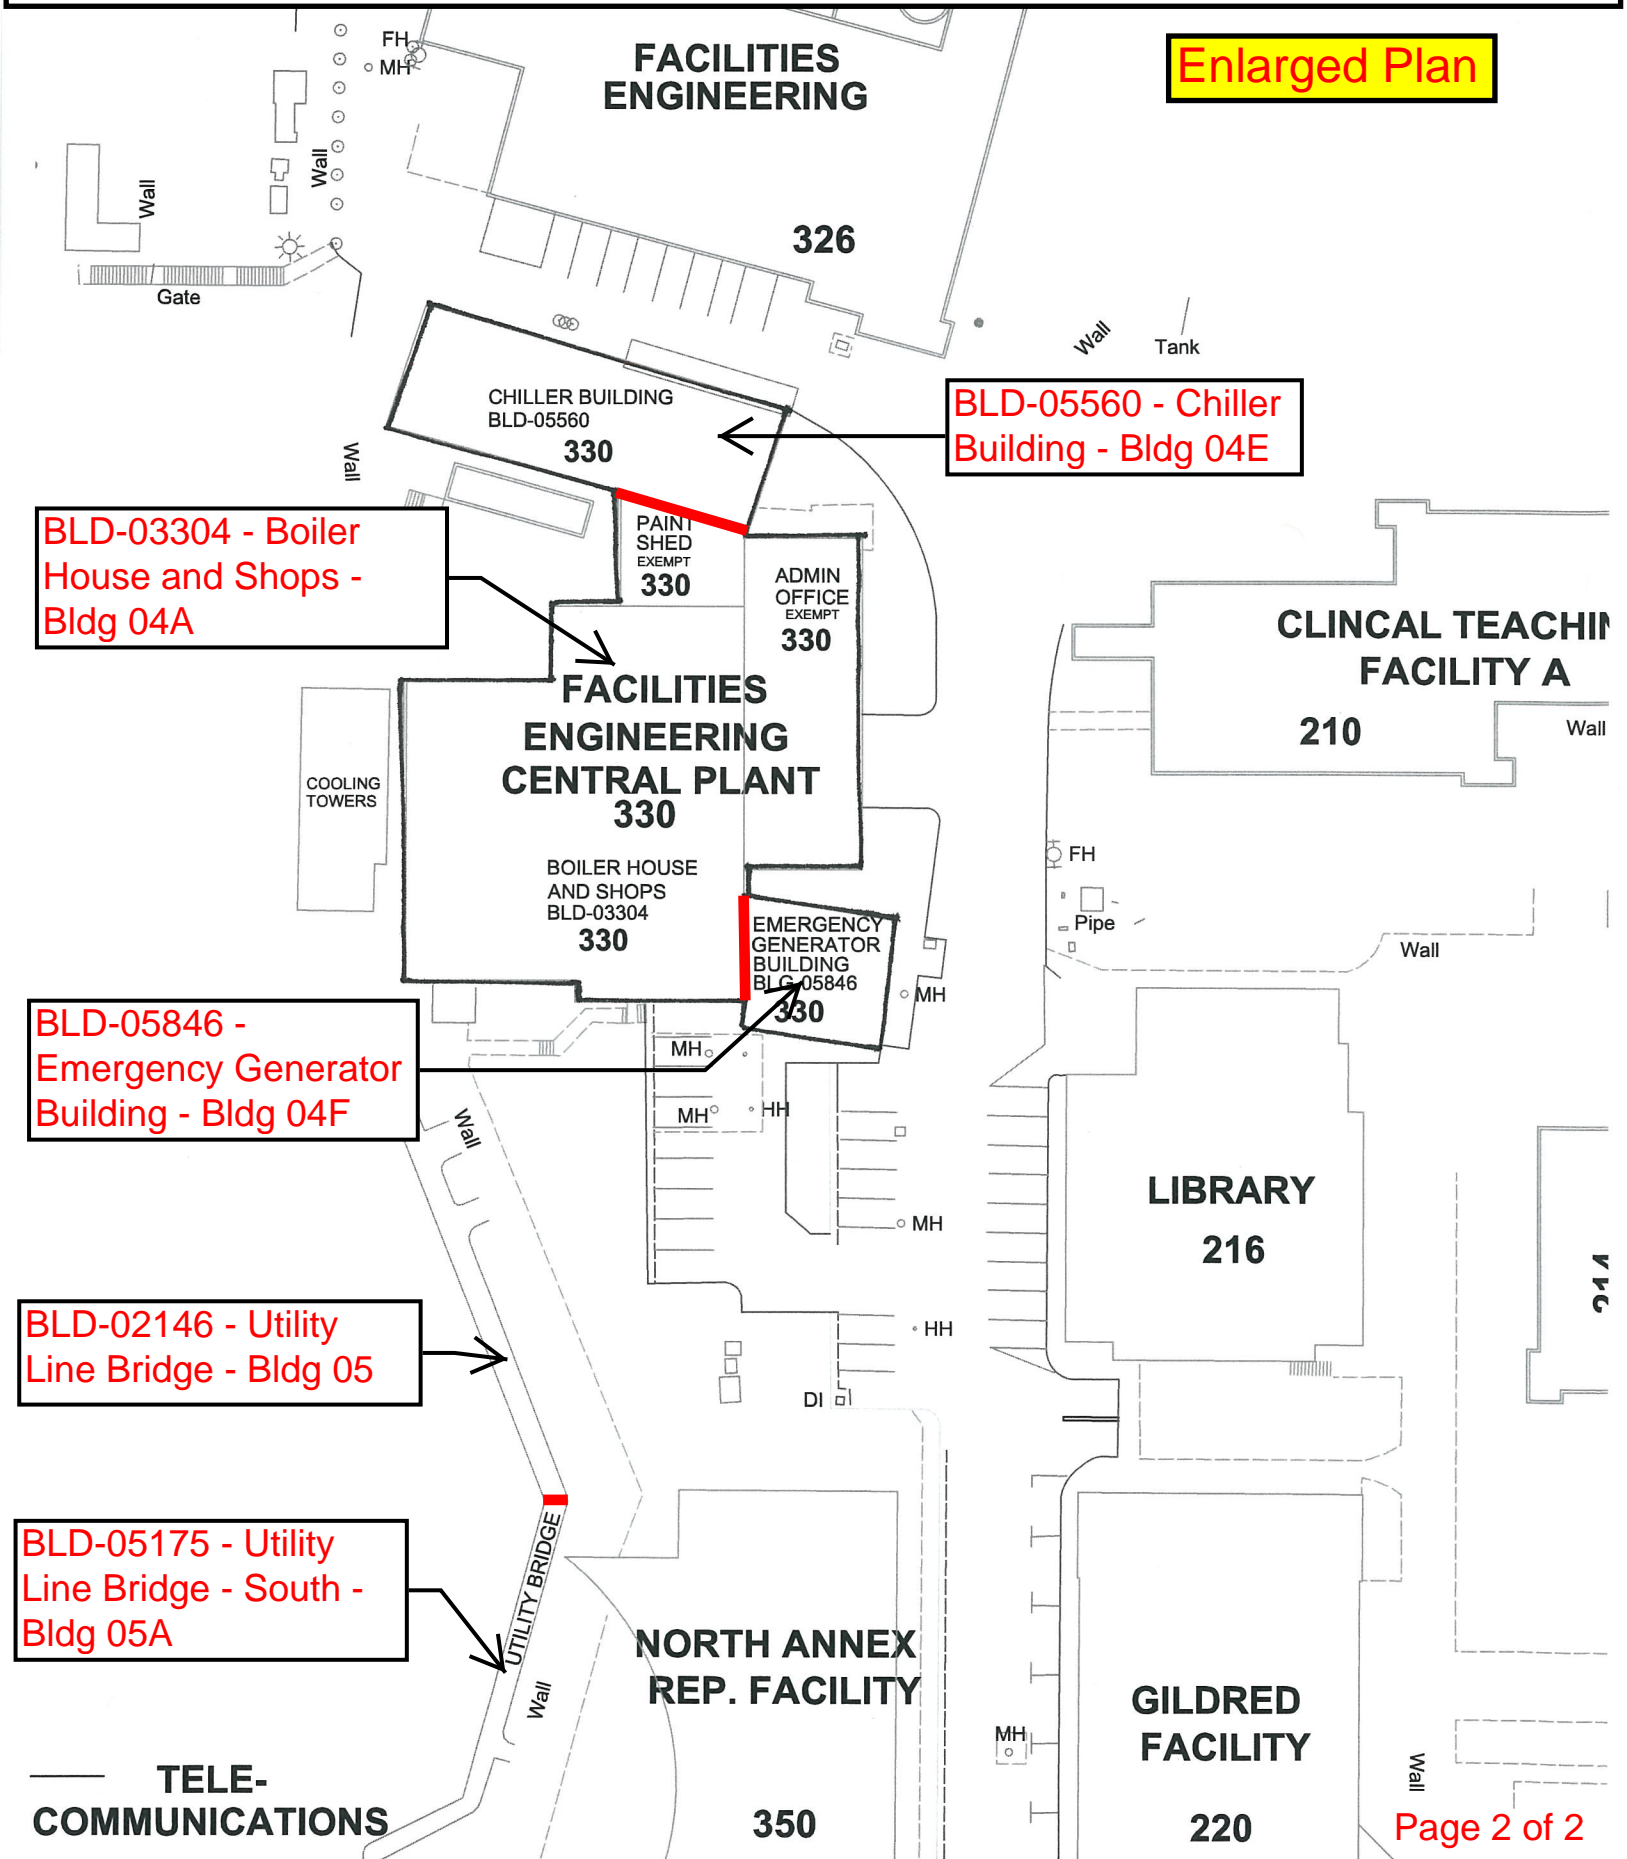 FH
MH
FACILITIES
ENGINEERING
326
Enlarged Plan
Wall
Wall
Gate
Wall
Tank
CHILLER BUILDING
BLD-05560
330
BLD-05560 - Chiller
Building - Bldg 04E
Wall
BLD-03304 - Boiler
House and Shops -
Bldg 04A
PAINT
SHED
EXEMPT
330
ADMIN
OFFICE
EXEMPT
330
CLINCAL TEACHIN
FACILITY A
210
Wall
FACILITIES
ENGINEERING
CENTRAL PLANT
330
COOLING
TOWERS
BOILER HOUSE
AND SHOPS
BLD-03304
330
FH
Pipe
Wall
EMERGENCY
GENERATOR
BUILDING
BLG-05846
330
MH
BLD-05846 -
Emergency Generator
Building - Bldg 04F
MH
MH
HH
Wall
MH
LIBRARY
216
BLD-02146 - Utility
Line Bridge - Bldg 05
HH
DI
BLD-05175 - Utility
Line Bridge - South -
Bldg 05A
UTILITY BRIDGE
Wall
NORTH ANNEX
REP. FACILITY
350
MH
GILDRED
FACILITY
220
Wall
TELE-
COMMUNICATIONS
Page 2 of 2